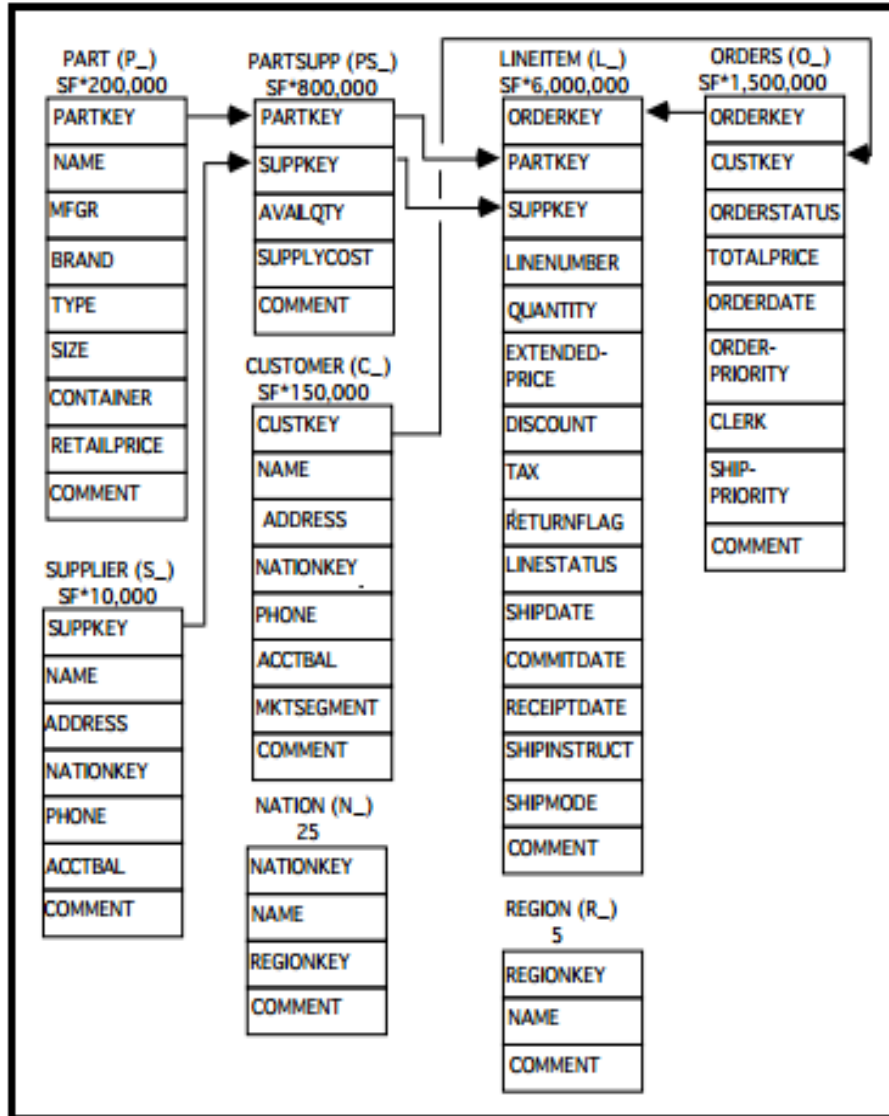 PART (P_)
SF*200,000
PARTKEY
NAME
MFGR
BRAND
TYPE
SIZE
CONTAINER
RETAILPRICE
COMMENT
SUPPLIER (S_)
SF*10,000
SUPPKEY
NAME
ADDRESS
NATIONKEY
PHONE
ACCTBAL
COMMENT
PARTSUPP (PS_)
SF*800,000
PARTKEY
SUPPKEY
AVAILQTY
SUPPLYCOST
COMMENT
CUSTOMER (C_)
SF*150,000
CUSTKEY
NAME
ADDRESS
NATIONKEY
PHONE
ACCTBAL
MKTSEGMENT
COMMENT
NATION (N_)
25
NATIONKEY
NAME
REGIONKEY
COMMENT
LINEITEM (L_)
SF*6,000,000
ORDERKEY
PARTKEY
SUPPKEY
LINENUMBER
QUANTITY
EXTENDED-
PRICE
DISCOUNT
TAX
RETURNFLAG
LINESTATUS
SHIPDATE
COMMITDATE
RECEIPTDATE
SHIPINSTRUCT
SHIPMODE
COMMENT
REGION (R_)
5
REGIONKEY
NAME
COMMENT
ORDERS (O_)
SF*1,500,000
ORDERKEY
CUSTKEY
ORDERSTATUS
TOTALPRICE
ORDERDATE
ORDER-
PRIORITY
CLERK
SHIP-
PRIORITY
COMMENT